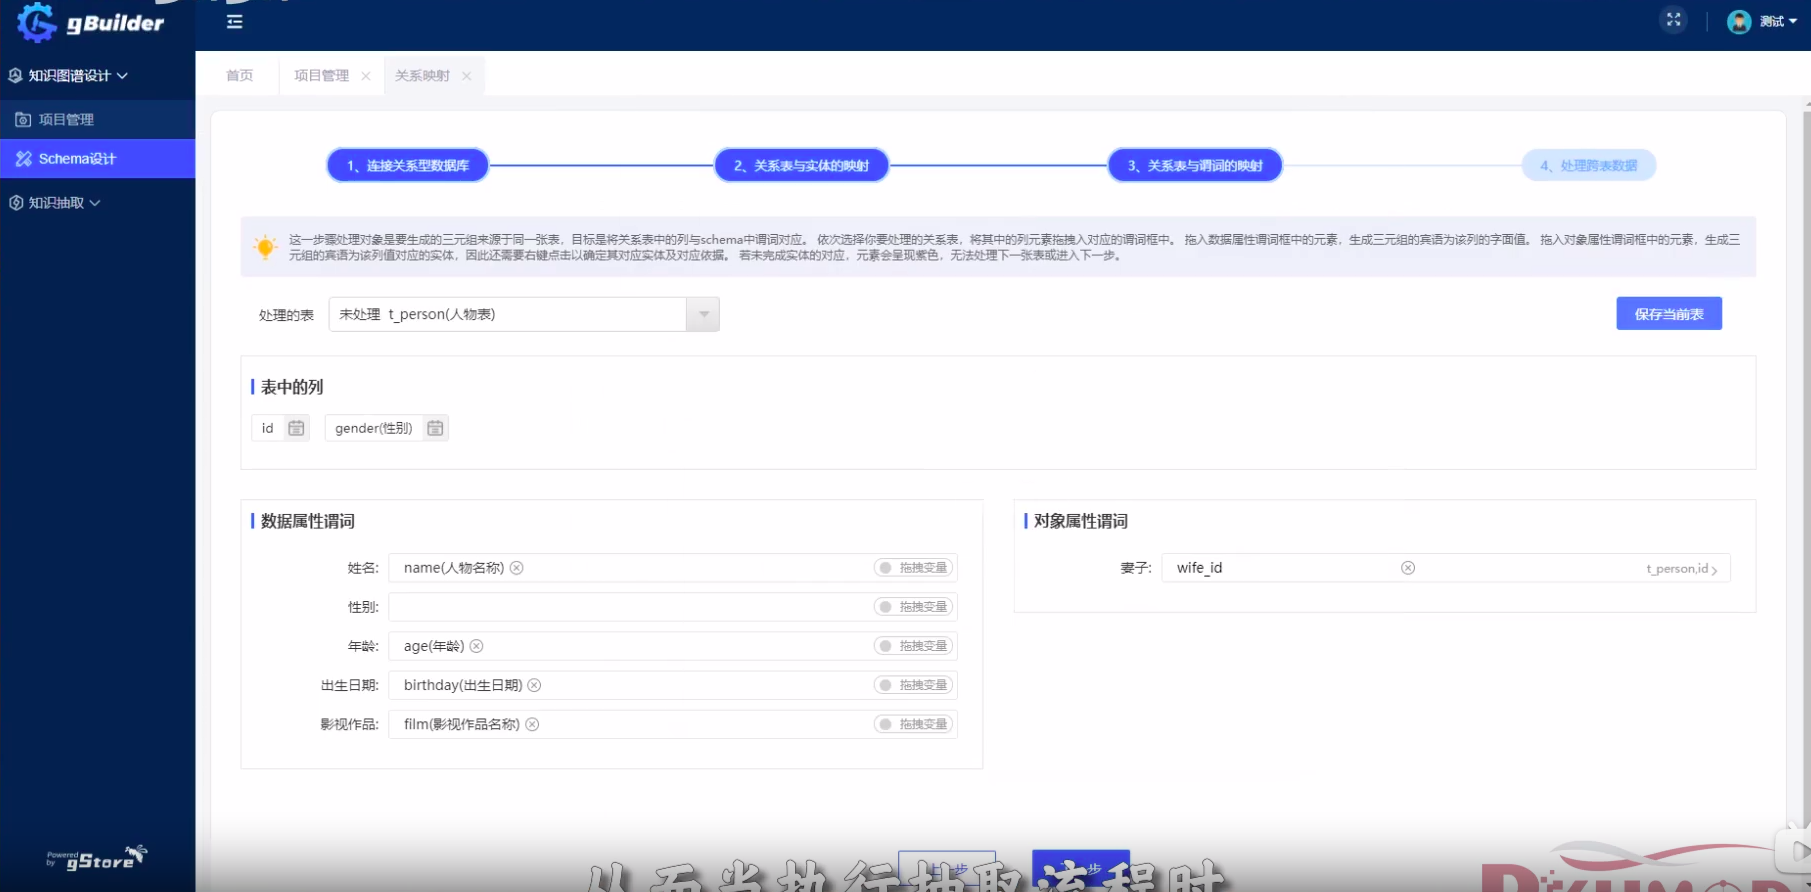 gBuilder
测试
知识图谱设计
项目管理
Schema设计
知识抽取
首页
项目管理
关系映射
1、连接关系型数据库
2、关系表与实体的映射
3、关系表与谓词的映射
4、处理跨表数据
这一步骤处理对象是要生成的三元组来源于同一张表，目标是将关系表中的列与schema中谓词对应。 依次选择你要处理的关系表，将其中的列元素拖拽入对应的谓词框中。 拖入数据属性谓词框中的元素，生成三元组的宾语为该列的字面值。 拖入对象属性谓词框中的元素，生成三
元组的宾语为该列值对应的实体，因此还需要右键点击以确定其对应实体及对应依据。 若未完成实体的对应，元素会呈现紫色，无法处理下一张表或进入下一步。
处理的表
未处理 t_person(人物表)
保存当前表
表中的列
id
gender(性别)
数据属性谓词
姓名: name(人物名称) 拖拽变量
性别: 拖拽变量
年龄: age(年龄) 拖拽变量
出生日期: birthday(出生日期) 拖拽变量
影视作品: film(影视作品名称) 拖拽变量
对象属性谓词
妻子: wife_id t_person,id
从而当执行抽取流程时
Powered by gStore